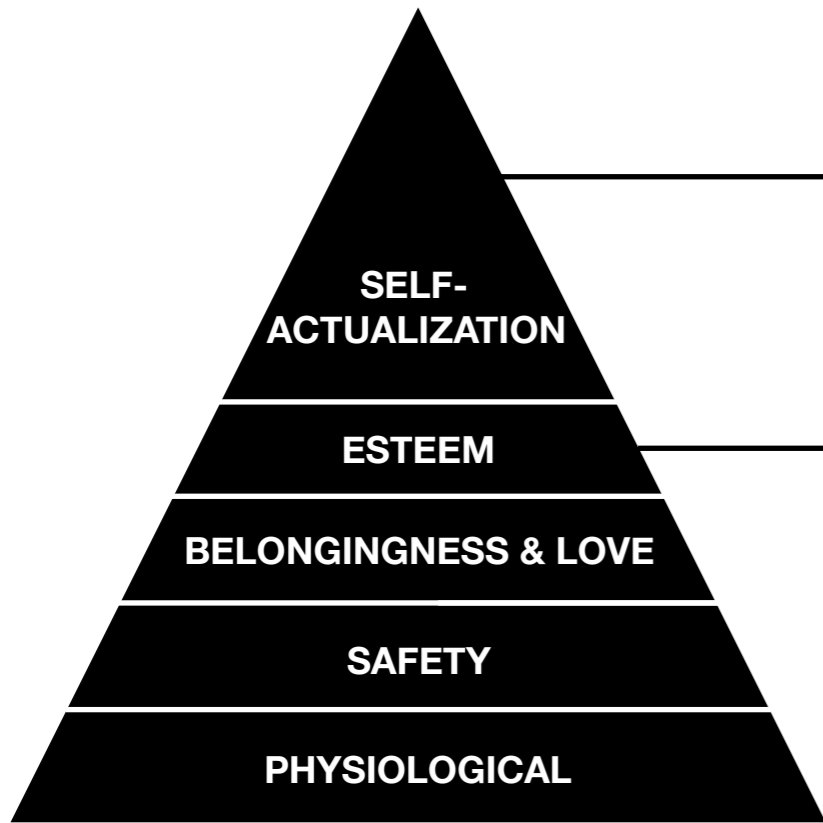 SELF-
ACTUALIZATION
ESTEEM
BELONGINGNESS & LOVE
SAFETY
PHYSIOLOGICAL